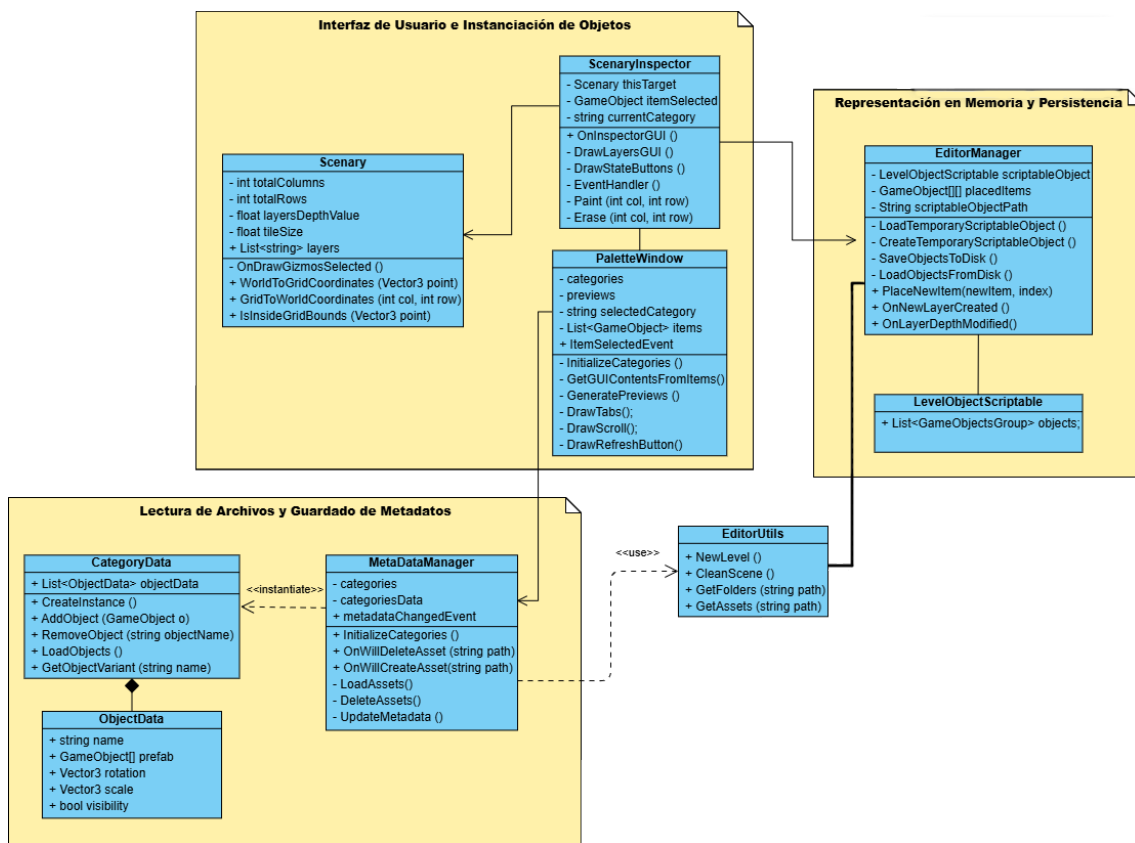 Interfaz de Usuario e Instanciación de Objetos
ScenaryInspector
- Scenary thisTarget
- GameObject itemSelected
- string currentCategory
+ OnInspectorGUI ()
- DrawLayersGUI ()
- DrawStateButtons ()
- EventHandler ()
- Paint (int col, int row)
- Erase (int col, int row)
Scenary
- int totalColumns
- int totalRows
- float layersDepthValue
- float tileSize
+ List<string> layers
- OnDrawGizmosSelected ()
+ WorldToGridCoordinates (Vector3 point)
+ GridToWorldCoordinates (int col, int row)
+ IsInsideGridBounds (Vector3 point)
PaletteWindow
- categories
- previews
- string selectedCategory
- List<GameObject> items
+ ItemSelectedEvent
- InitializeCategories ()
- GetGUIContentsFromItems()
- GeneratePreviews ()
- DrawTabs();
- DrawScroll();
- DrawRefreshButton()
Representación en Memoria y Persistencia
EditorManager
- LevelObjectScriptable scriptableObject
- GameObject[][] placedItems
- String scriptableObjectPath
- LoadTemporaryScriptableObject ()
- CreateTemporaryScriptableObject ()
- SaveObjectsToDisk ()
- LoadObjectsFromDisk ()
+ PlaceNewItem(newItem, index)
+ OnNewLayerCreated ()
+ OnLayerDepthModified()
LevelObjectScriptable
+ List<GameObjectsGroup> objects;
Lectura de Archivos y Guardado de Metadatos
CategoryData
+ List<ObjectData> objectData
+ CreateInstance ()
+ AddObject (GameObject o)
+ RemoveObject (string objectName)
+ LoadObjects ()
+ GetObjectVariant (string name)
<<instantiate>>
MetaDataManager
- categories
- categoriesData
+ metadataChangedEvent
+ InitializeCategories ()
+ OnWillDeleteAsset (string path)
+ OnWillCreateAsset(string path)
- LoadAssets()
- DeleteAssets()
- UpdateMetadata ()
ObjectData
+ string name
+ GameObject[] prefab
+ Vector3 rotation
+ Vector3 scale
+ bool visibility
<<use>>
EditorUtils
+ NewLevel ()
+ CleanScene ()
+ GetFolders (string path)
+ GetAssets (string path)